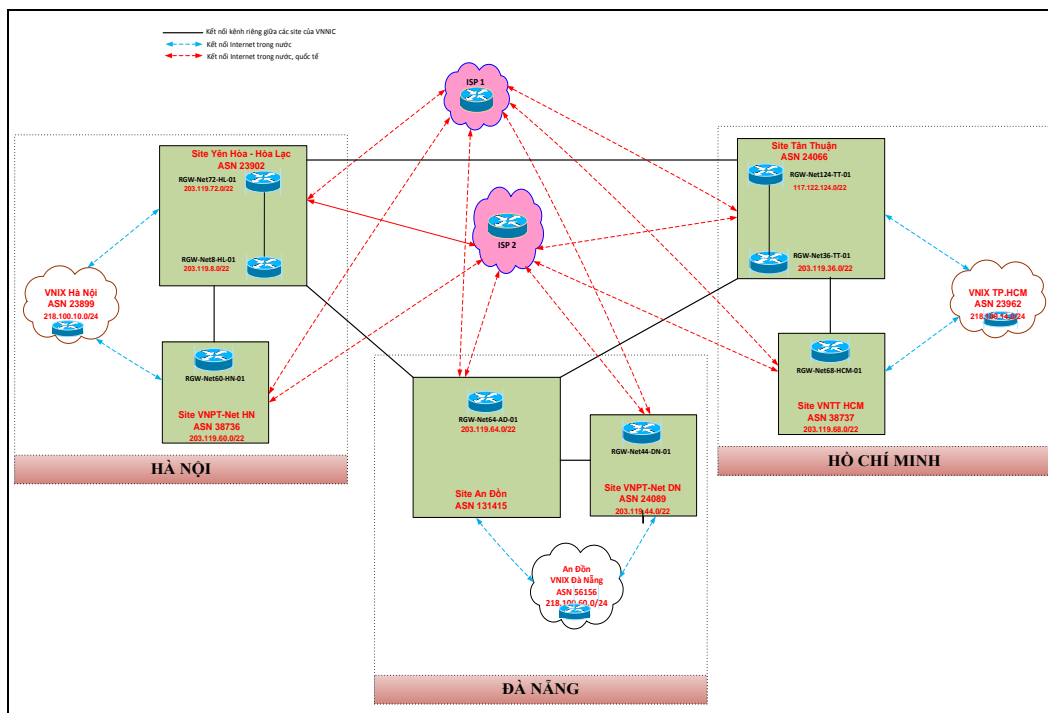 Kết nối kênh riêng giữa các site của VNNIC
Kết nối Internet trong nước
Kết nối Internet trong nước, quốc tế
ISP 1
ISP 2
Site Yên Hòa - Hòa Lạc
ASN 23902
RGW-Net72-HL-01
203.119.72.0/22
RGW-Net8-HL-01
203.119.8.0/22
VNIX Hà Nội
ASN 23899
218.100.10.0/24
RGW-Net60-HN-01
Site VNPT-Net HN
ASN 38736
203.119.60.0/22
HÀ NỘI
Site Tân Thuận
ASN 24066
RGW-Net124-TT-01
117.122.124.0/22
RGW-Net36-TT-01
203.119.36.0/22
VNIX TP.HCM
ASN 23962
218.100.14.0/24
RGW-Net68-HCM-01
Site VNTT HCM
ASN 38737
203.119.68.0/22
HỒ CHÍ MINH
RGW-Net64-AD-01
203.119.64.0/22
Site An Đồn
ASN 131415
RGW-Net44-DN-01
Site VNPT-Net DN
ASN 24089
203.119.44.0/22
An Đồn
VNIX Đà Nẵng
ASN 56156
218.100.60.0/24
ĐÀ NẴNG